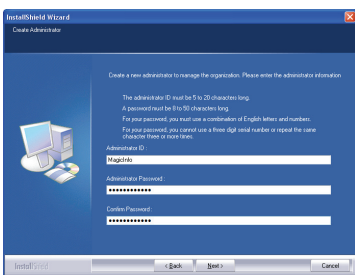 InstallShield Wizard
Create Administrator
Create a new administrator to manage the organization. Please enter the administrator information
The administrator ID must be 5 to 20 characters long.
A password must be 8 to 50 characters long.
For your password, you must use a combination of English letters and numbers.
For your password, you cannot use a three digit serial number or repeat the same
character three or more times.
Administrator ID :
MagicInfo
Administrator Password :
••••••••••••
Confirm Password :
••••••••••••
InstallShield
< Back
Next >
Cancel